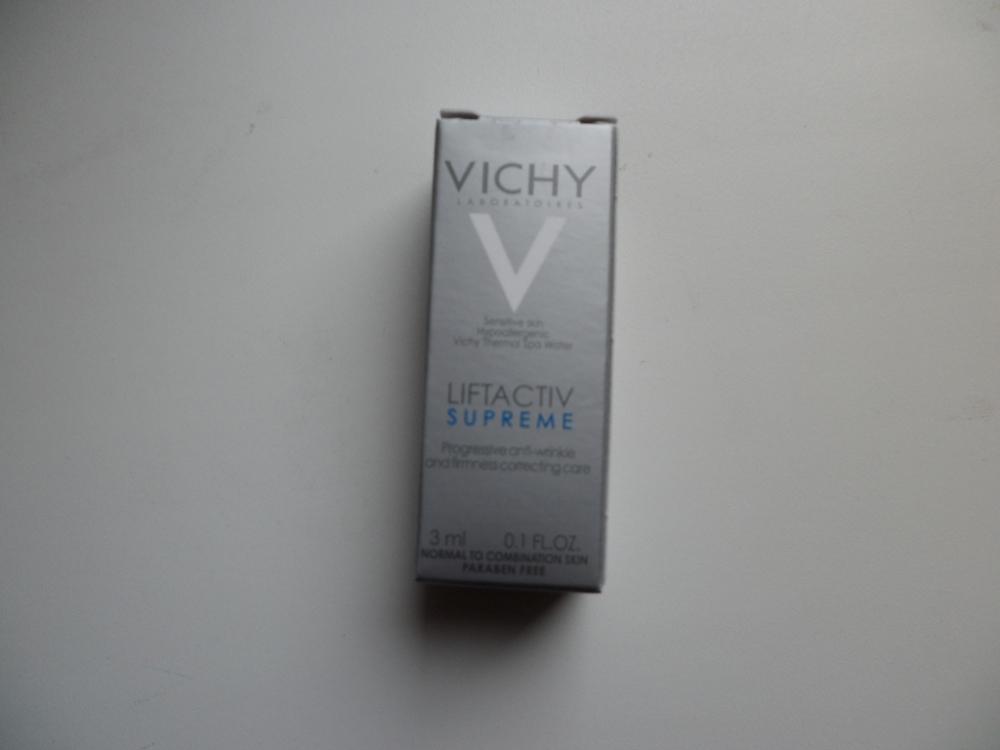 VICHY
LABORATOIRES
V
Sensitive skin
Hypoallergenic
Vichy Thermal Spa Water
LIFTACTIV
SUPREME
Progressive anti-wrinkle
and firmness correcting care
3 ml 0.1 FL.OZ.
NORMAL TO COMBINATION SKIN
PARABEN FREE